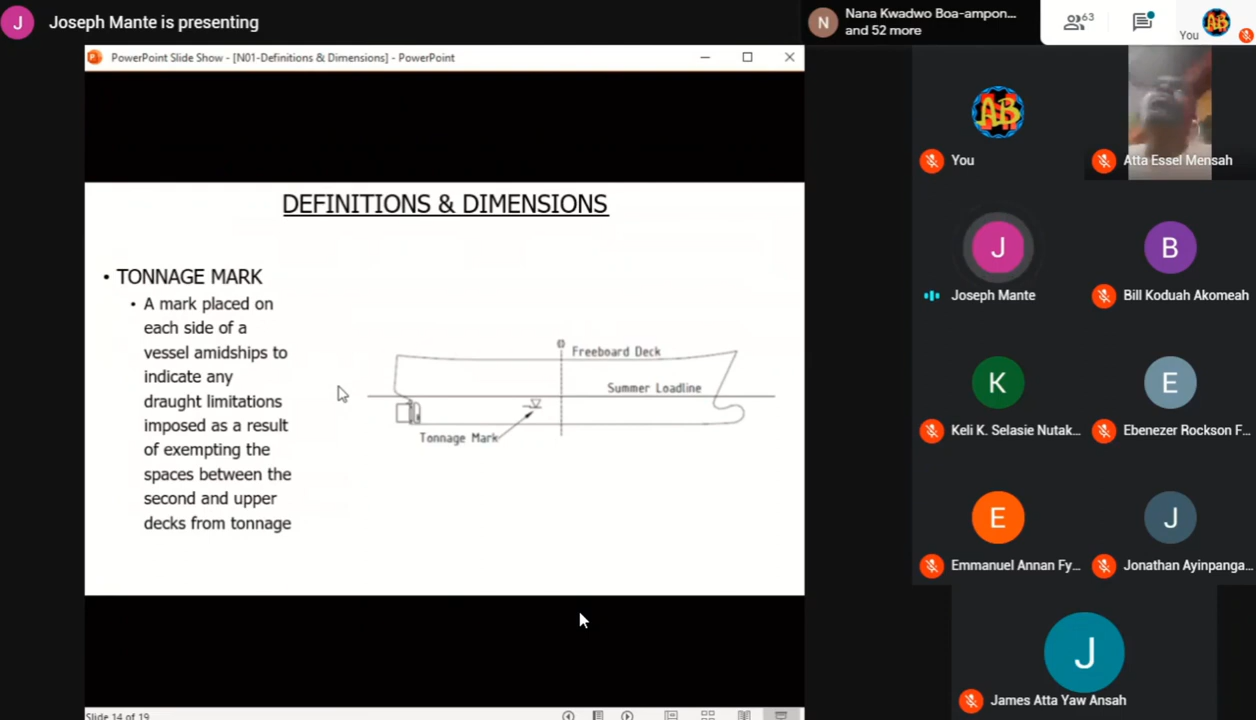 J
Joseph Mante is presenting
N
Nana Kwadwo Boa-ampon...
and 52 more
63
You
PowerPoint Slide Show - [N01-Definitions & Dimensions] - PowerPoint
DEFINITIONS & DIMENSIONS
• TONNAGE MARK
• A mark placed on
each side of a
vessel amidships to
indicate any
draught limitations
imposed as a result
of exempting the
spaces between the
second and upper
decks from tonnage
Freeboard Deck
Summer Loadline
Tonnage Mark
Slide 14 of 19
AB
You
Atta Essel Mensah
J
Joseph Mante
B
Bill Koduah Akomeah
K
Keli K. Selasie Nutak...
E
Ebenezer Rockson F...
E
Emmanuel Annan Fy...
J
Jonathan Ayinpanga...
J
James Atta Yaw Ansah